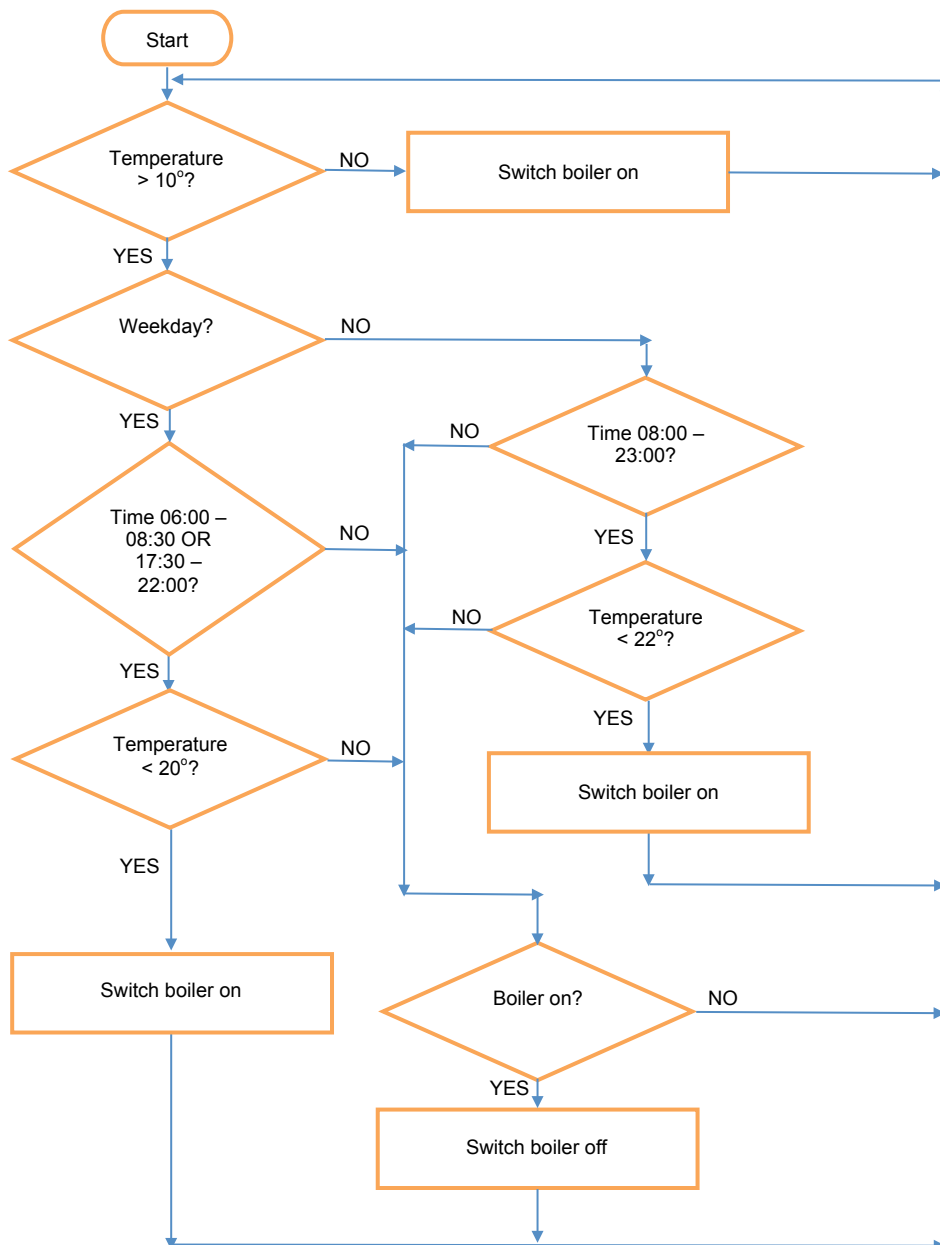 Start
Temperature
> 10°?
NO
Switch boiler on
YES
Weekday?
NO
YES
NO
Time 08:00 –
23:00?
Time 06:00 –
08:30 OR
17:30 –
22:00?
NO
YES
NO
Temperature
< 22°?
YES
Temperature
< 20°?
NO
YES
Switch boiler on
YES
Switch boiler on
Boiler on?
NO
YES
Switch boiler off